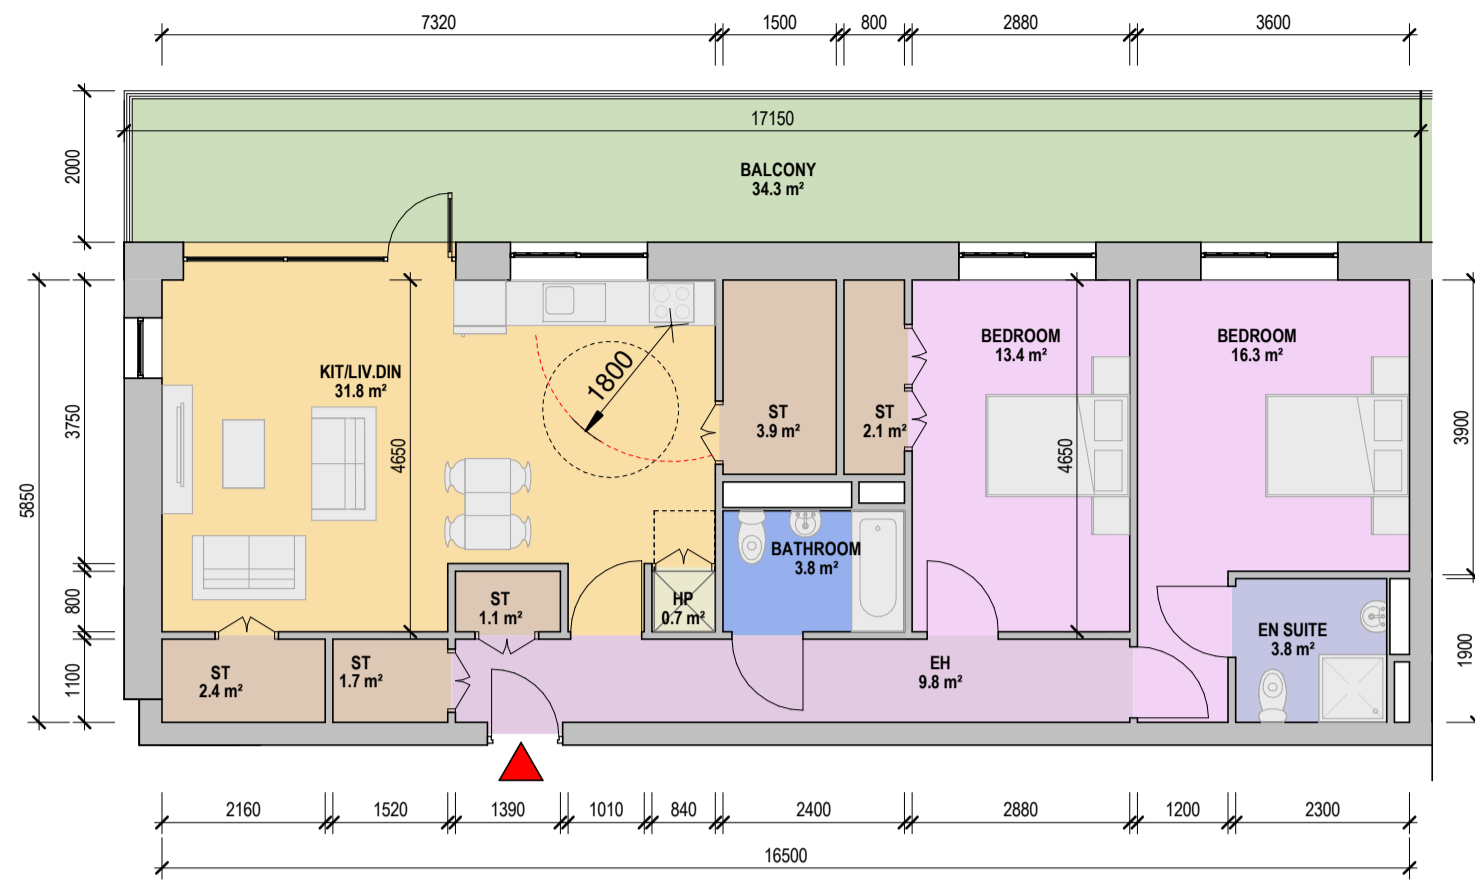 7320
1500
800
2880
3600
17150
2000
BALCONY
34.3 m²
5850
3750
800
1100
KIT/LIV.DIN
31.8 m²
4650
1800
ST
3.9 m²
ST
2.1 m²
BEDROOM
13.4 m²
4650
BEDROOM
16.3 m²
3900
1900
BATHROOM
3.8 m²
ST
1.1 m²
HP
0.7 m²
ST
2.4 m²
ST
1.7 m²
EH
9.8 m²
EN SUITE
3.8 m²
2160
1520
1390
1010
840
2400
2880
1200
2300
16500